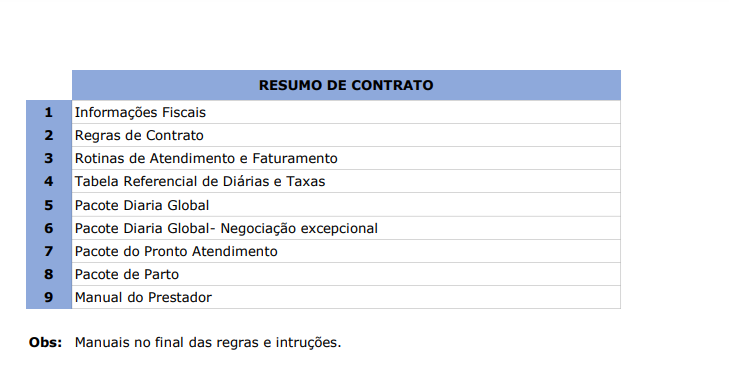 RESUMO DE CONTRATO
1 Informações Fiscais
2 Regras de Contrato
3 Rotinas de Atendimento e Faturamento
4 Tabela Referencial de Diárias e Taxas
5 Pacote Diaria Global
6 Pacote Diaria Global- Negociação excepcional
7 Pacote do Pronto Atendimento
8 Pacote de Parto
9 Manual do Prestador
Obs: Manuais no final das regras e intruções.